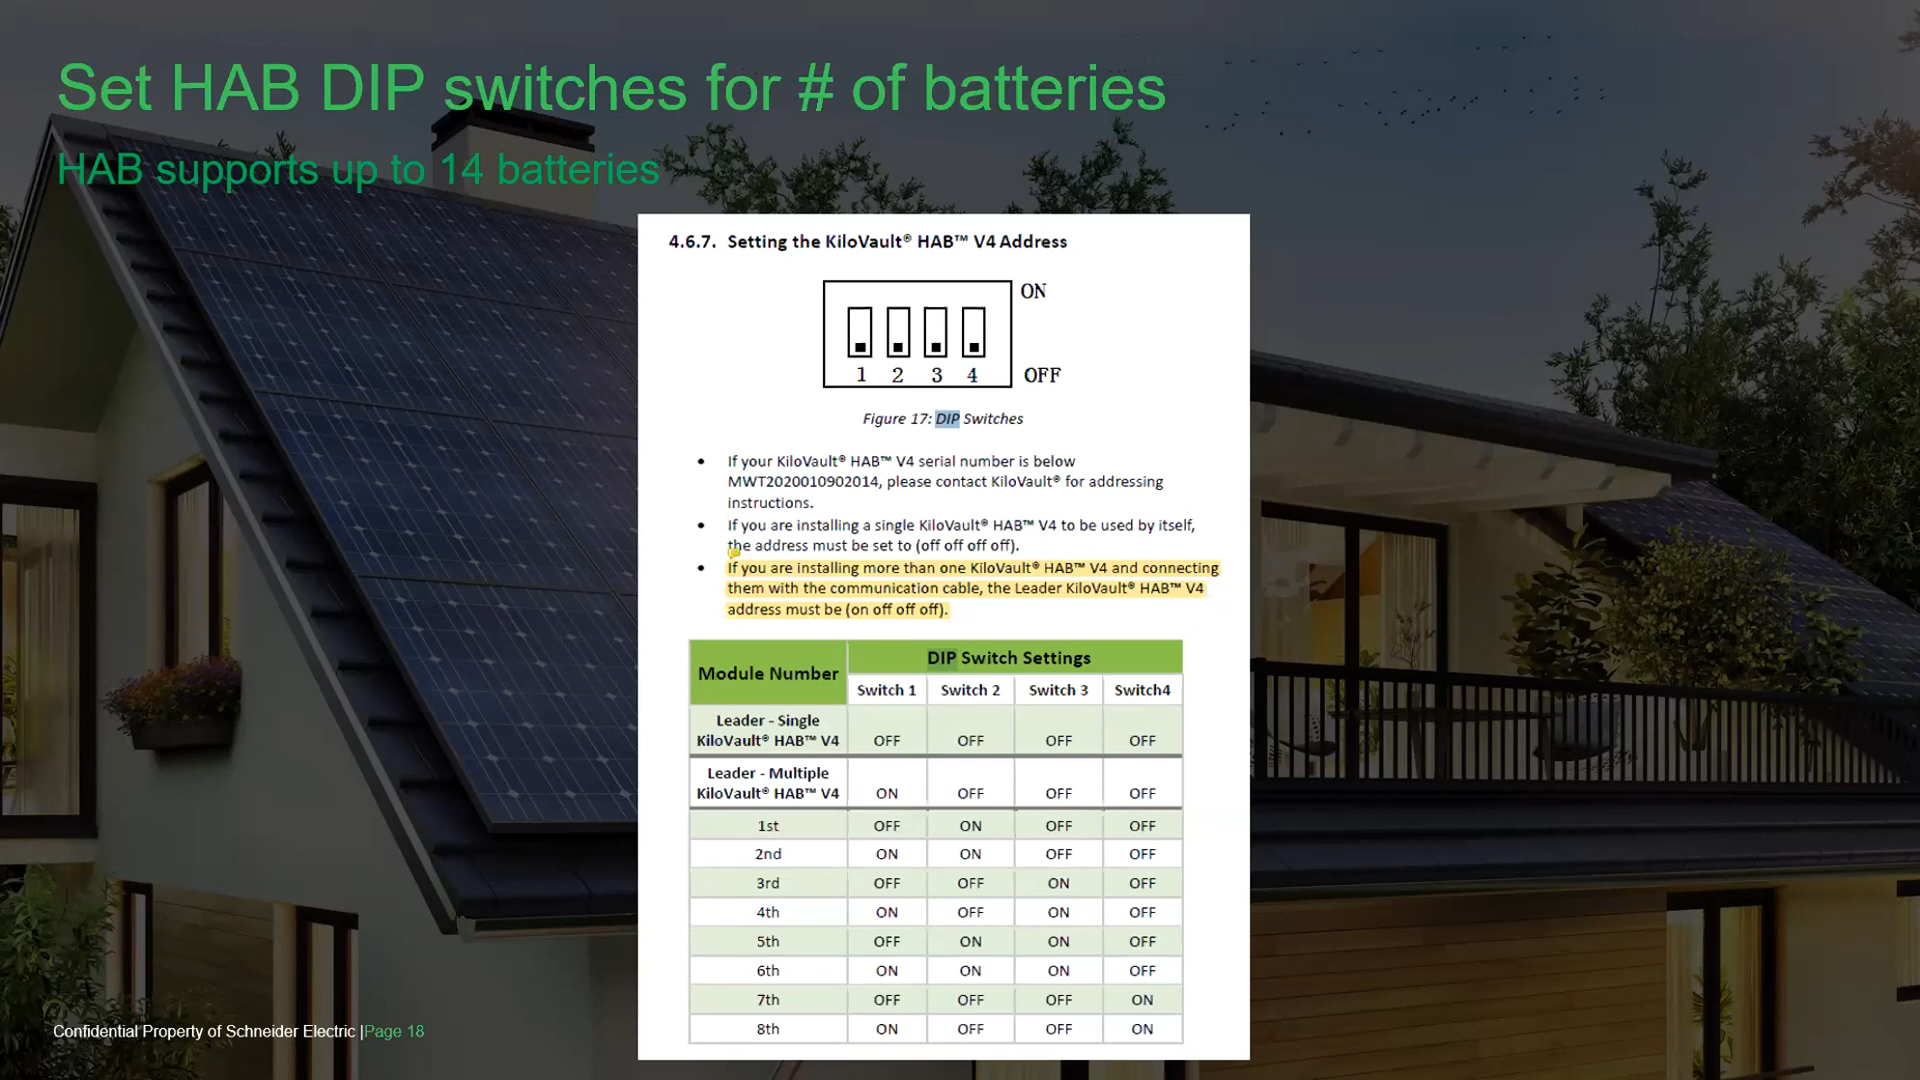 Set HAB DIP switches for # of batteries
HAB supports up to 14 batteries
4.6.7. Setting the KiloVault® HAB™ V4 Address
ON
1 2 3 4
OFF
Figure 17: DIP Switches
• If your KiloVault® HAB™ V4 serial number is below
MWT2020010902014, please contact KiloVault® for addressing
instructions.
• If you are installing a single KiloVault® HAB™ V4 to be used by itself,
the address must be set to (off off off off).
• If you are installing more than one KiloVault® HAB™ V4 and connecting
them with the communication cable, the Leader KiloVault® HAB™ V4
address must be (on off off off).
Module Number DIP Switch Settings
Switch 1 Switch 2 Switch 3 Switch4
Leader - Single
KiloVault® HAB™ V4 OFF OFF OFF OFF
Leader - Multiple
KiloVault® HAB™ V4 ON OFF OFF OFF
1st OFF ON OFF OFF
2nd ON ON OFF OFF
3rd OFF OFF ON OFF
4th ON OFF ON OFF
5th OFF ON ON OFF
6th ON ON ON OFF
7th OFF OFF OFF ON
8th ON OFF OFF ON
Confidential Property of Schneider Electric |Page 18